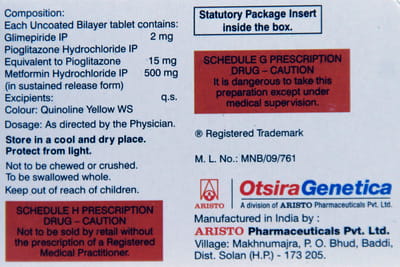 Composition:
Each Uncoated Bilayer tablet contains:
Glimepiride IP 2 mg
Pioglitazone Hydrochloride IP
Equivalent to Pioglitazone 15 mg
Metformin Hydrochloride IP 500 mg
(in sustained release form)
Excipients: q.s.
Colour: Quinoline Yellow WS
Dosage: As directed by the Physician.
Store in a cool and dry place.
Protect from light.
Not to be chewed or crushed.
To be swallowed whole.
Keep out of reach of children.
SCHEDULE H PRESCRIPTION
DRUG – CAUTION
Not to be sold by retail without
the prescription of a Registered
Medical Practitioner.
Statutory Package Insert
inside the box.
SCHEDULE G PRESCRIPTION
DRUG – CAUTION
It is dangerous to take this
preparation except under
medical supervision.
® Registered Trademark
M. L. No.: MNB/09/761
ARISTO
OtsiraGenetica
A division of ARISTO Pharmaceuticals Pvt. Ltd.
Manufactured in India by :
ARISTO Pharmaceuticals Pvt. Ltd.
Village: Makhnumajra, P. O. Bhud, Baddi,
Dist. Solan (H.P.) - 173 205.